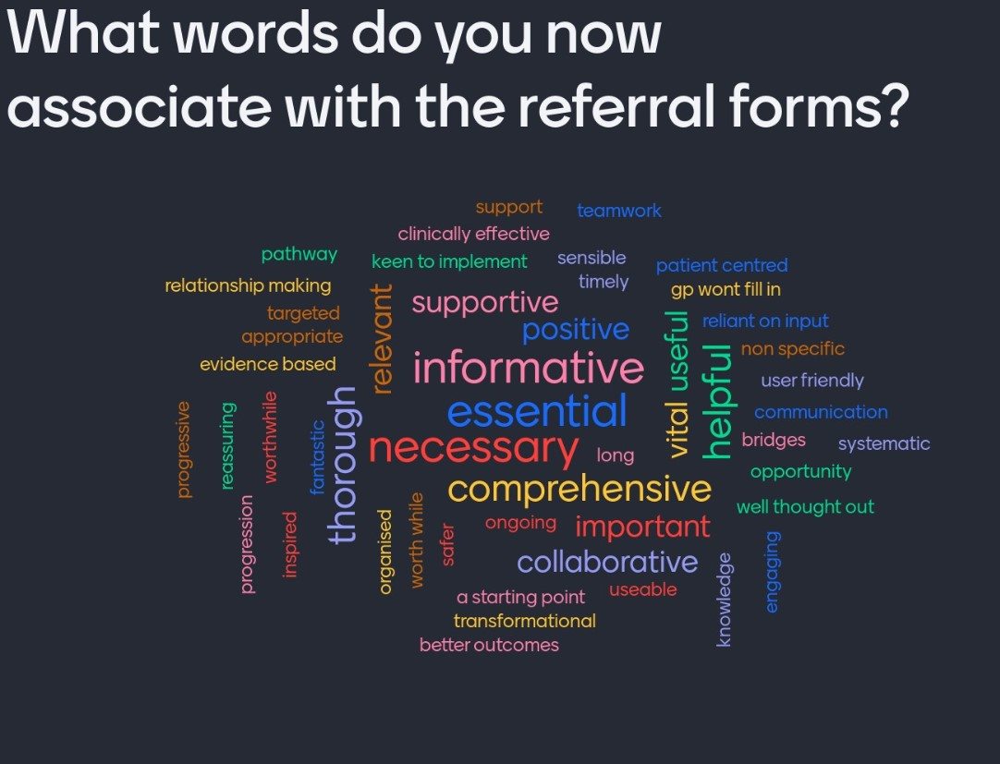 What words do you now
associate with the referral forms?
support
teamwork
clinically effective
pathway
keen to implement
sensible
patient centred
relationship making
timely
gp wont fill in
targeted
relevant
supportive
positive
useful
reliant on input
appropriate
non specific
evidence based
informative
helpful
user friendly
essential
vital
communication
progressive
reassuring
worthwhile
fantastic
thorough
necessary
long
bridges
systematic
comprehensive
opportunity
well thought out
progression
inspired
organised
worth while
safer
ongoing
important
collaborative
knowledge
engaging
a starting point
useable
transformational
better outcomes